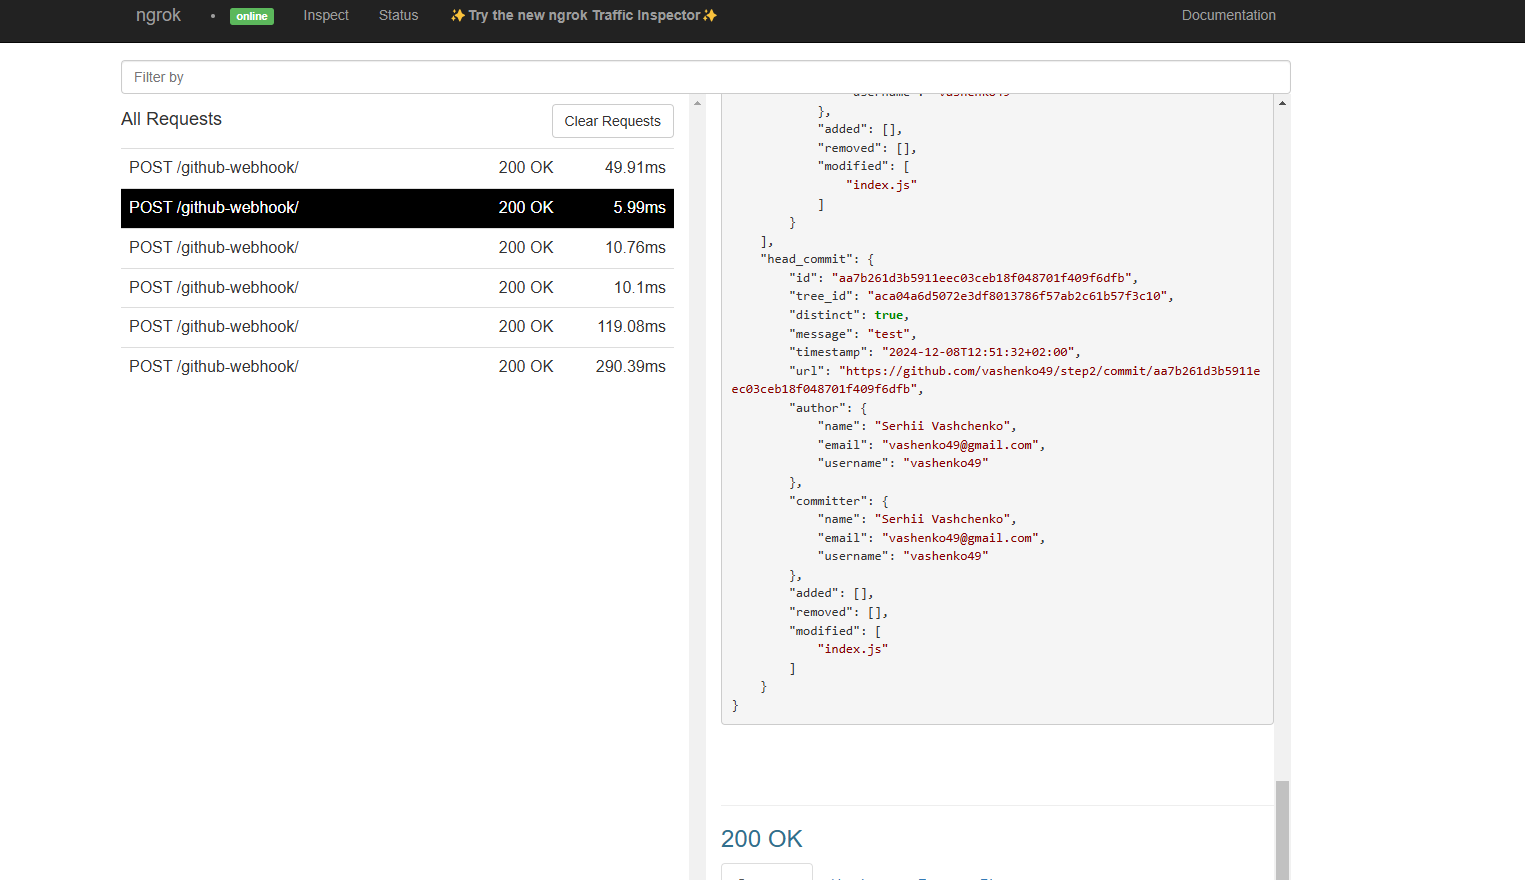 ngrok • online Inspect Status ✨Try the new ngrok Traffic Inspector✨ Documentation
Filter by
All Requests Clear Requests
POST /github-webhook/ 200 OK 49.91ms
POST /github-webhook/ 200 OK 5.99ms
POST /github-webhook/ 200 OK 10.76ms
POST /github-webhook/ 200 OK 10.1ms
POST /github-webhook/ 200 OK 119.08ms
POST /github-webhook/ 200 OK 290.39ms
},
"added": [],
"removed": [],
"modified": [
"index.js"
]
}
],
"head_commit": {
"id": "aa7b261d3b5911eec03ceb18f048701f409f6dfb",
"tree_id": "aca04a6d5072e3df8013786f57ab2c61b57f3c10",
"distinct": true,
"message": "test",
"timestamp": "2024-12-08T12:51:32+02:00",
"url": "https://github.com/vashenko49/step2/commit/aa7b261d3b5911e
ec03ceb18f048701f409f6dfb",
"author": {
"name": "Serhii Vashchenko",
"email": "vashenko49@gmail.com",
"username": "vashenko49"
},
"committer": {
"name": "Serhii Vashchenko",
"email": "vashenko49@gmail.com",
"username": "vashenko49"
},
"added": [],
"removed": [],
"modified": [
"index.js"
]
}
}
200 OK